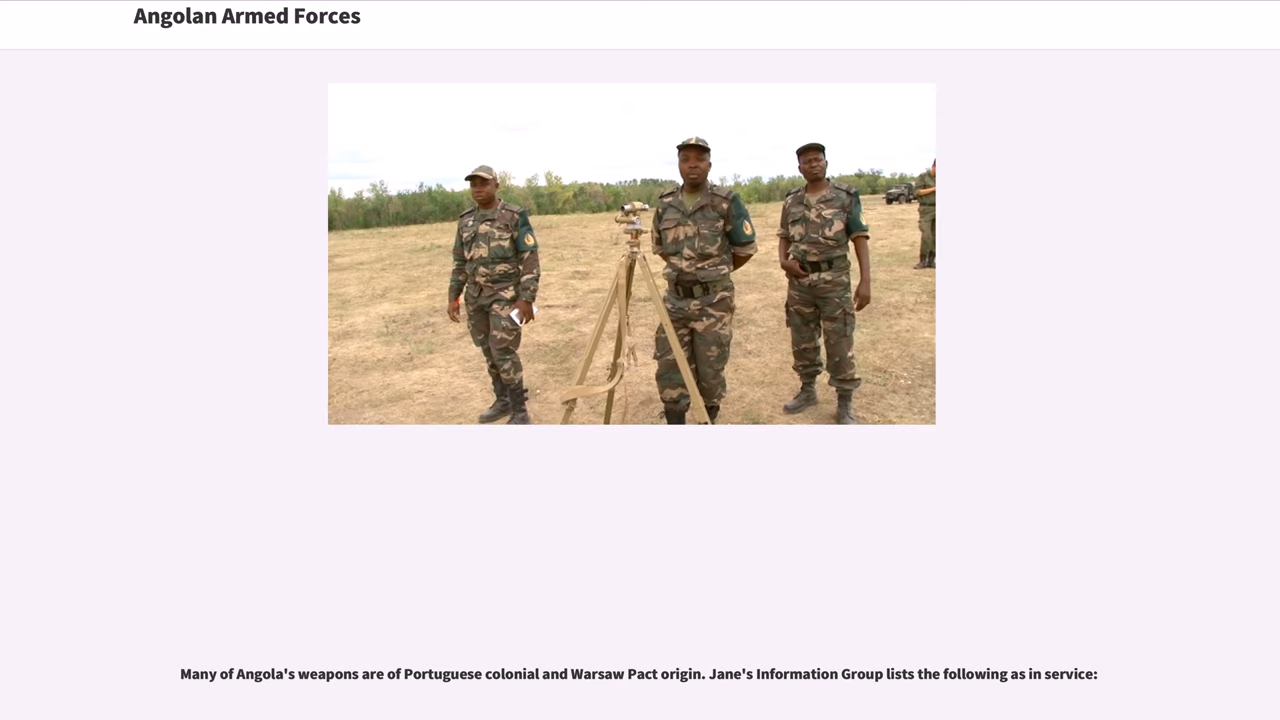 Angolan Armed Forces
Many of Angola's weapons are of Portuguese colonial and Warsaw Pact origin. Jane's Information Group lists the following as in service: